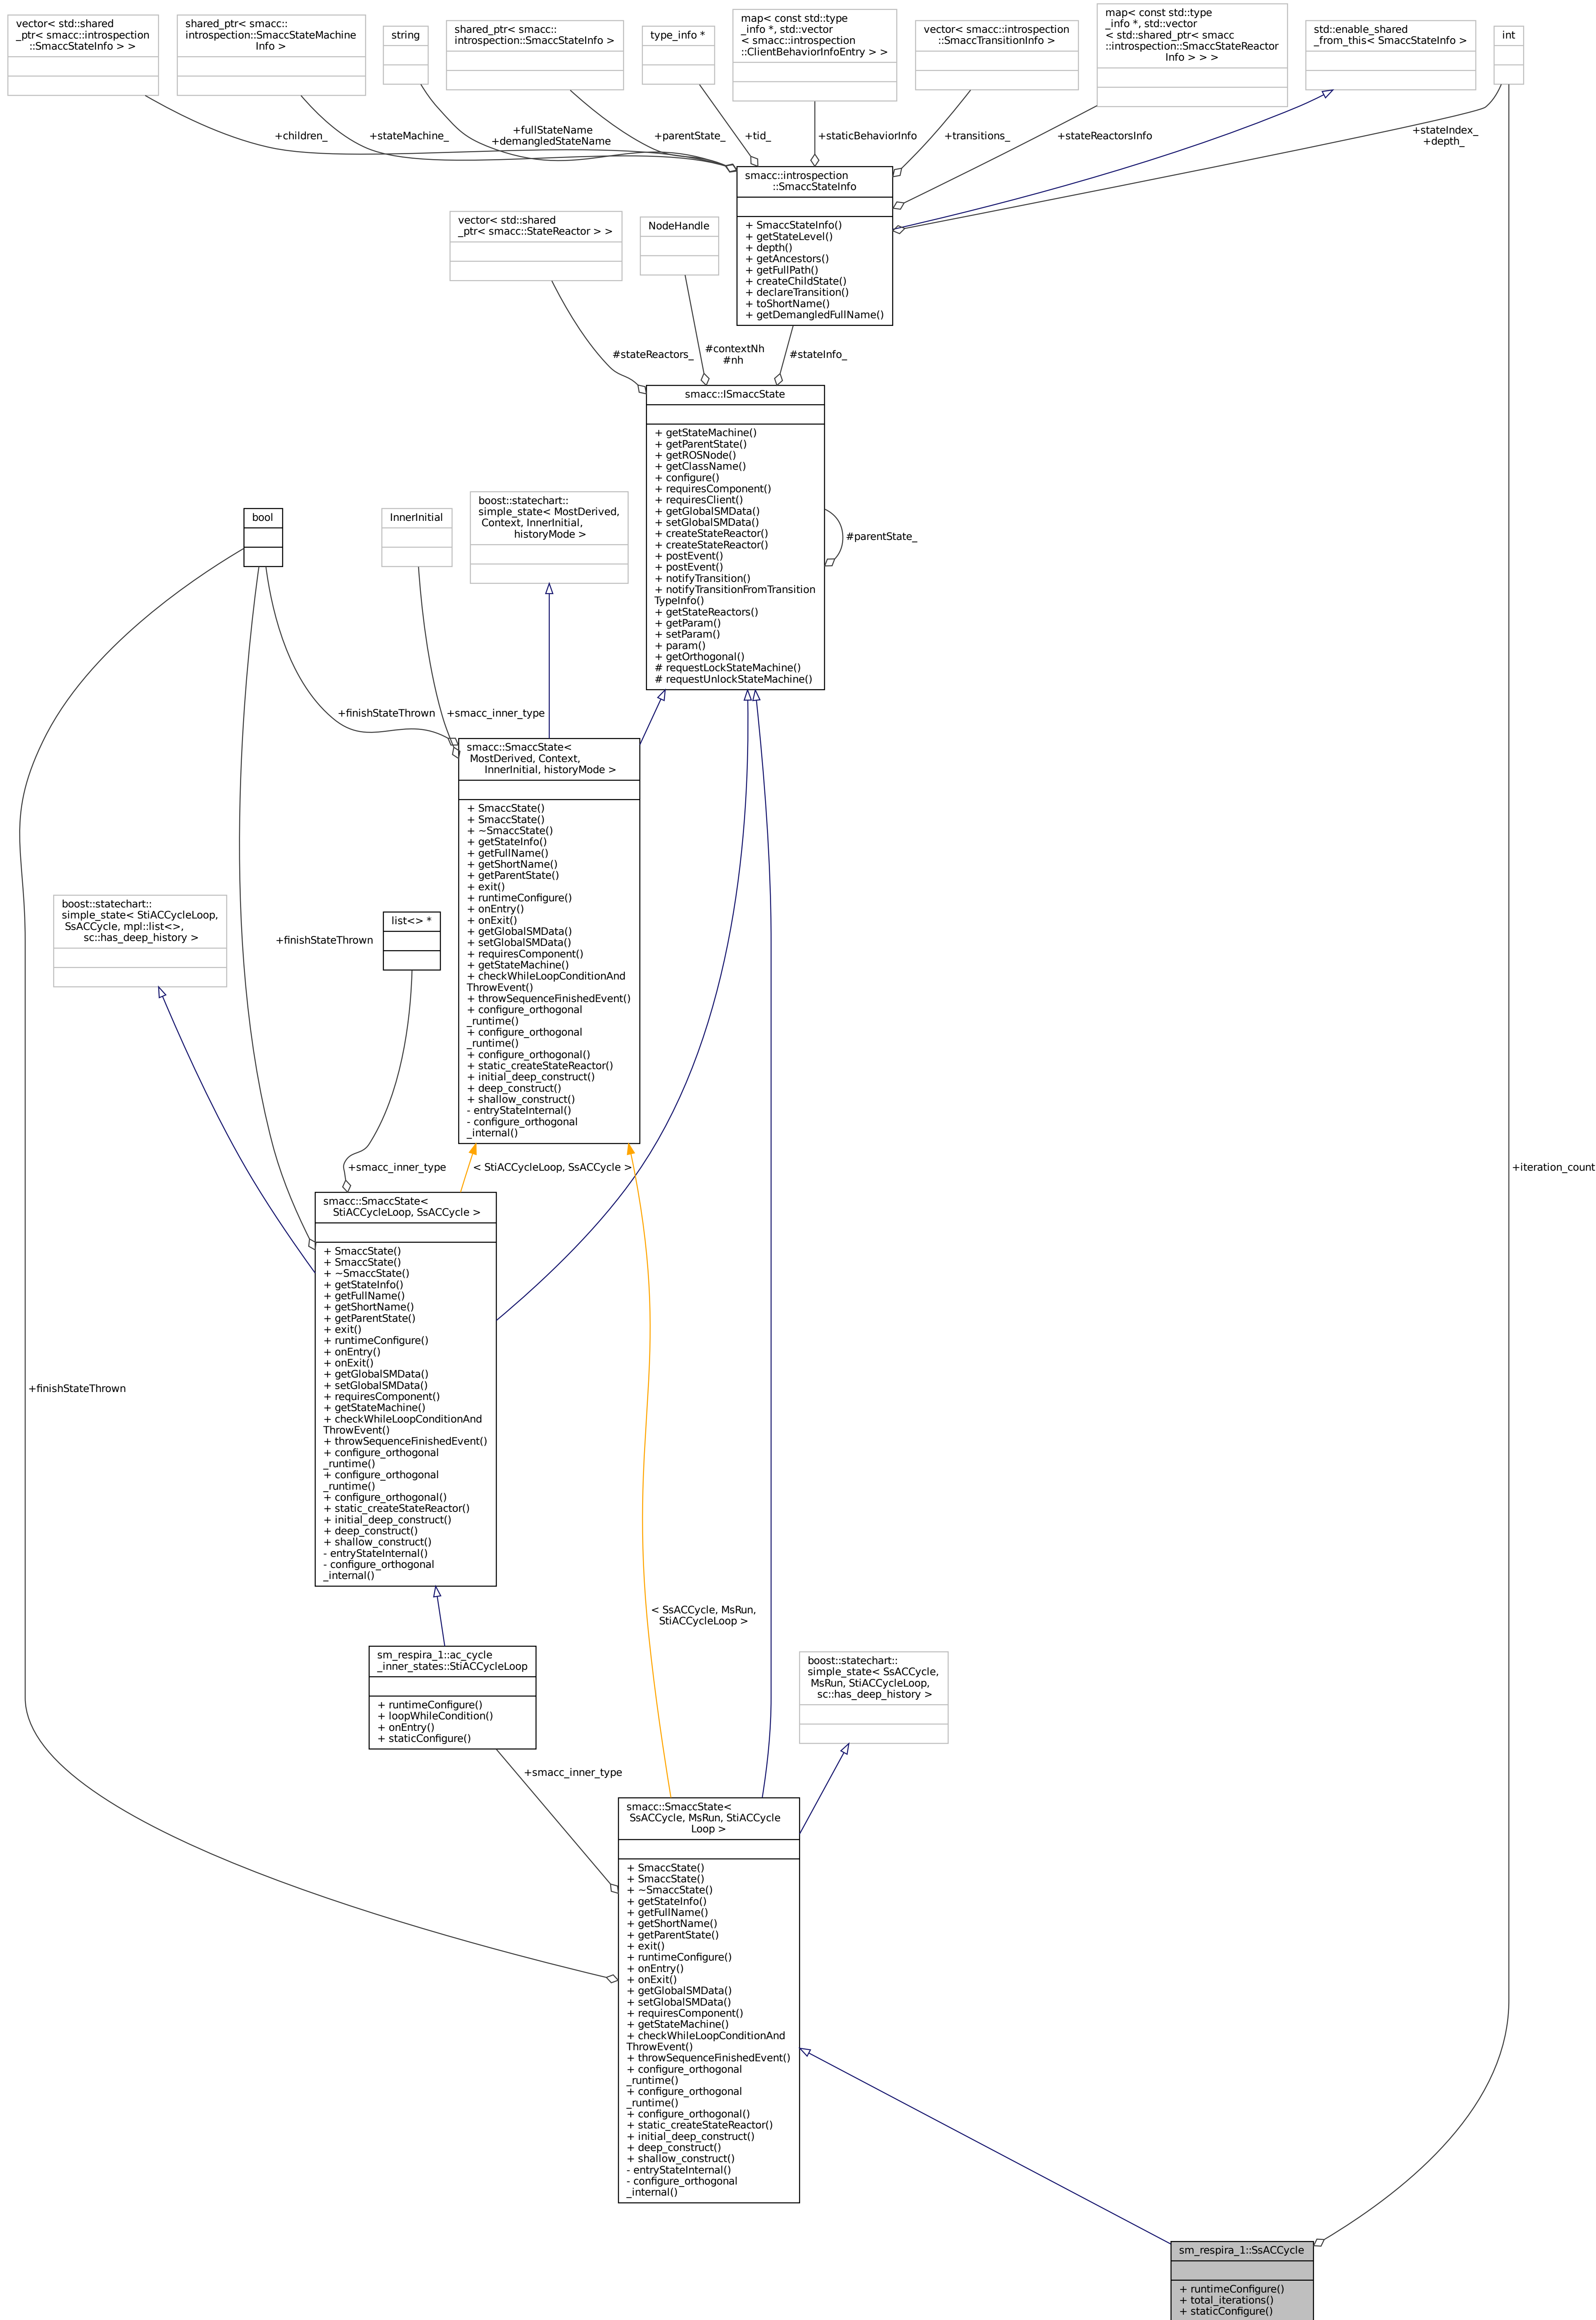 vector< std::shared
_ptr< smacc::introspection
::SmaccStateInfo > >
shared_ptr< smacc::
introspection::SmaccStateMachine
Info >
string
shared_ptr< smacc::
introspection::SmaccStateInfo >
type_info *
map< const std::type
_info *, std::vector
< smacc::introspection
::ClientBehaviorInfoEntry > >
vector< smacc::introspection
::SmaccTransitionInfo >
map< const std::type
_info *, std::vector
< std::shared_ptr< smacc
::introspection::SmaccStateReactor
Info > > >
std::enable_shared
_from_this< SmaccStateInfo >
int
+children_
+stateMachine_
+fullStateName
+demangledStateName
+parentState_
+tid_
+staticBehaviorInfo
+transitions_
+stateReactorsInfo
+stateIndex_
+depth_
smacc::introspection
::SmaccStateInfo
+ SmaccStateInfo()
+ getStateLevel()
+ depth()
+ getAncestors()
+ getFullPath()
+ createChildState()
+ declareTransition()
+ toShortName()
+ getDemangledFullName()
vector< std::shared
_ptr< smacc::StateReactor > >
NodeHandle
#stateReactors_
#contextNh
#nh
#stateInfo_
smacc::ISmaccState
+ getStateMachine()
+ getParentState()
+ getROSNode()
+ getClassName()
+ configure()
+ requiresComponent()
+ requiresClient()
+ getGlobalSMData()
+ setGlobalSMData()
+ createStateReactor()
+ createStateReactor()
+ postEvent()
+ postEvent()
+ notifyTransition()
+ notifyTransitionFromTransition
TypeInfo()
+ getStateReactors()
+ getParam()
+ setParam()
+ param()
+ getOrthogonal()
# requestLockStateMachine()
# requestUnlockStateMachine()
#parentState_
bool
InnerInitial
boost::statechart::
simple_state< MostDerived,
Context, InnerInitial,
historyMode >
+finishStateThrown
+smacc_inner_type
smacc::SmaccState<
MostDerived, Context,
InnerInitial, historyMode >
+ SmaccState()
+ SmaccState()
+ ~SmaccState()
+ getStateInfo()
+ getFullName()
+ getShortName()
+ getParentState()
+ exit()
+ runtimeConfigure()
+ onEntry()
+ onExit()
+ getGlobalSMData()
+ setGlobalSMData()
+ requiresComponent()
+ getStateMachine()
+ checkWhileLoopConditionAnd
ThrowEvent()
+ throwSequenceFinishedEvent()
+ configure_orthogonal
_runtime()
+ configure_orthogonal
_runtime()
+ configure_orthogonal()
+ static_createStateReactor()
+ initial_deep_construct()
+ deep_construct()
+ shallow_construct()
- entryStateInternal()
- configure_orthogonal
_internal()
boost::statechart::
simple_state< StiACCycleLoop,
SsACCycle, mpl::list<>,
sc::has_deep_history >
+finishStateThrown
list<> *
+smacc_inner_type
< StiACCycleLoop, SsACCycle >
+iteration_count
smacc::SmaccState<
StiACCycleLoop, SsACCycle >
+ SmaccState()
+ SmaccState()
+ ~SmaccState()
+ getStateInfo()
+ getFullName()
+ getShortName()
+ getParentState()
+ exit()
+ runtimeConfigure()
+ onEntry()
+ onExit()
+ getGlobalSMData()
+ setGlobalSMData()
+ requiresComponent()
+ getStateMachine()
+ checkWhileLoopConditionAnd
ThrowEvent()
+ throwSequenceFinishedEvent()
+ configure_orthogonal
_runtime()
+ configure_orthogonal
_runtime()
+ configure_orthogonal()
+ static_createStateReactor()
+ initial_deep_construct()
+ deep_construct()
+ shallow_construct()
- entryStateInternal()
- configure_orthogonal
_internal()
+finishStateThrown
< SsACCycle, MsRun,
StiACCycleLoop >
sm_respira_1::ac_cycle
_inner_states::StiACCycleLoop
+ runtimeConfigure()
+ loopWhileCondition()
+ onEntry()
+ staticConfigure()
boost::statechart::
simple_state< SsACCycle,
MsRun, StiACCycleLoop,
sc::has_deep_history >
+smacc_inner_type
smacc::SmaccState<
SsACCycle, MsRun, StiACCycle
Loop >
+ SmaccState()
+ SmaccState()
+ ~SmaccState()
+ getStateInfo()
+ getFullName()
+ getShortName()
+ getParentState()
+ exit()
+ runtimeConfigure()
+ onEntry()
+ onExit()
+ getGlobalSMData()
+ setGlobalSMData()
+ requiresComponent()
+ getStateMachine()
+ checkWhileLoopConditionAnd
ThrowEvent()
+ throwSequenceFinishedEvent()
+ configure_orthogonal
_runtime()
+ configure_orthogonal
_runtime()
+ configure_orthogonal()
+ static_createStateReactor()
+ initial_deep_construct()
+ deep_construct()
+ shallow_construct()
- entryStateInternal()
- configure_orthogonal
_internal()
sm_respira_1::SsACCycle
+ runtimeConfigure()
+ total_iterations()
+ staticConfigure()